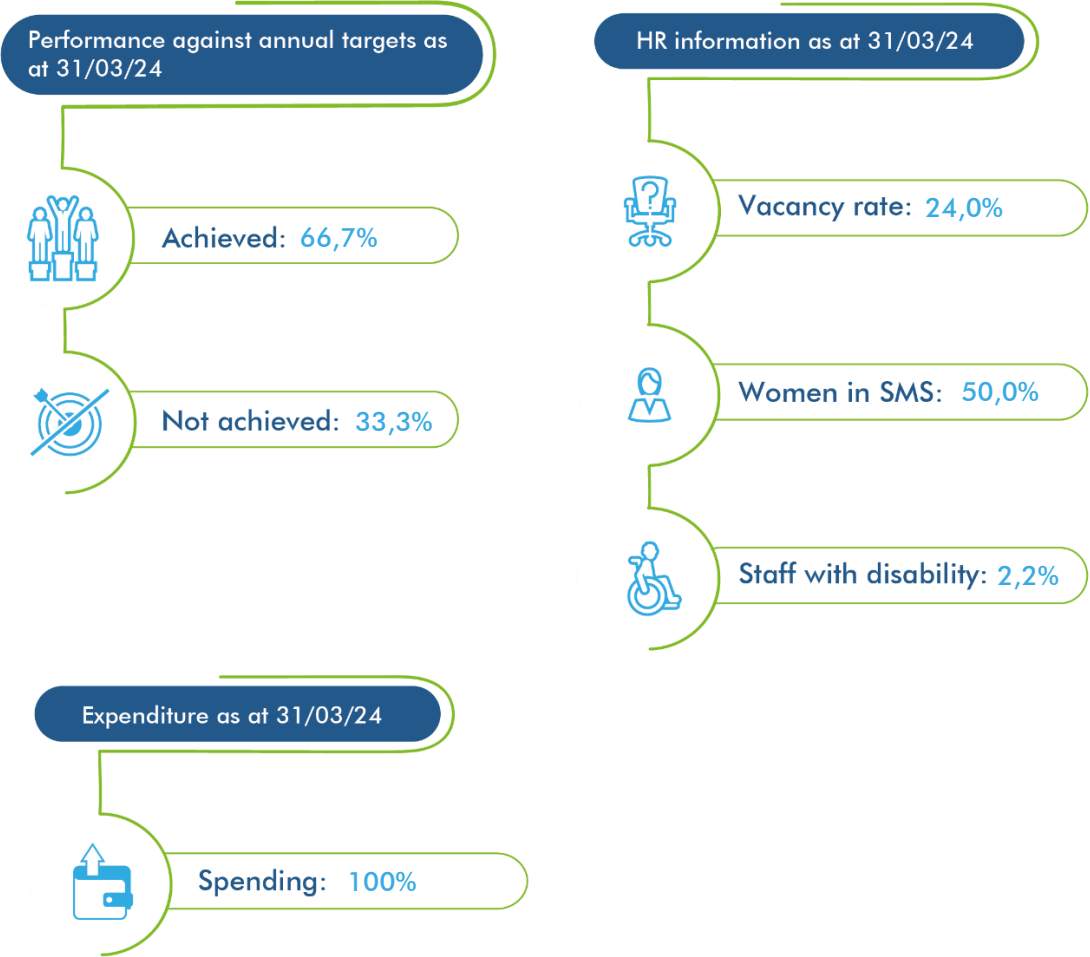 Performance against annual targets as
at 31/03/24
Achieved: 66,7%
Not achieved: 33,3%
HR information as at 31/03/24
?
Vacancy rate: 24,0%
Women in SMS: 50,0%
Staff with disability: 2,2%
Expenditure as at 31/03/24
Spending: 100%